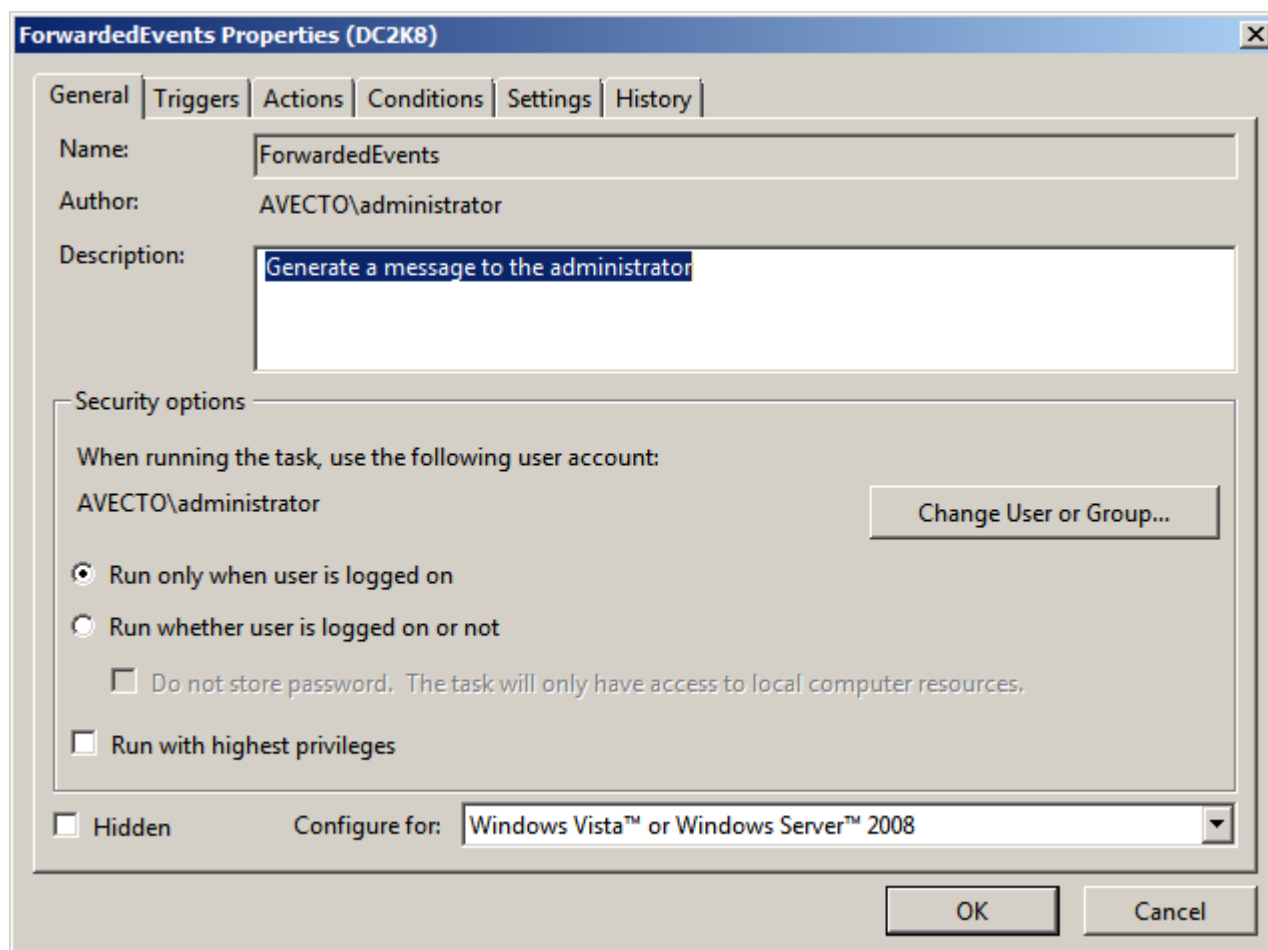 ForwardedEvents Properties (DC2K8)
General Triggers Actions Conditions Settings History
Name: ForwardedEvents
Author: AVECTO\administrator
Description: Generate a message to the administrator
Security options
When running the task, use the following user account:
AVECTO\administrator Change User or Group...
Run only when user is logged on
Run whether user is logged on or not
Do not store password. The task will only have access to local computer resources.
Run with highest privileges
Hidden Configure for: Windows Vista™ or Windows Server™ 2008
OK Cancel